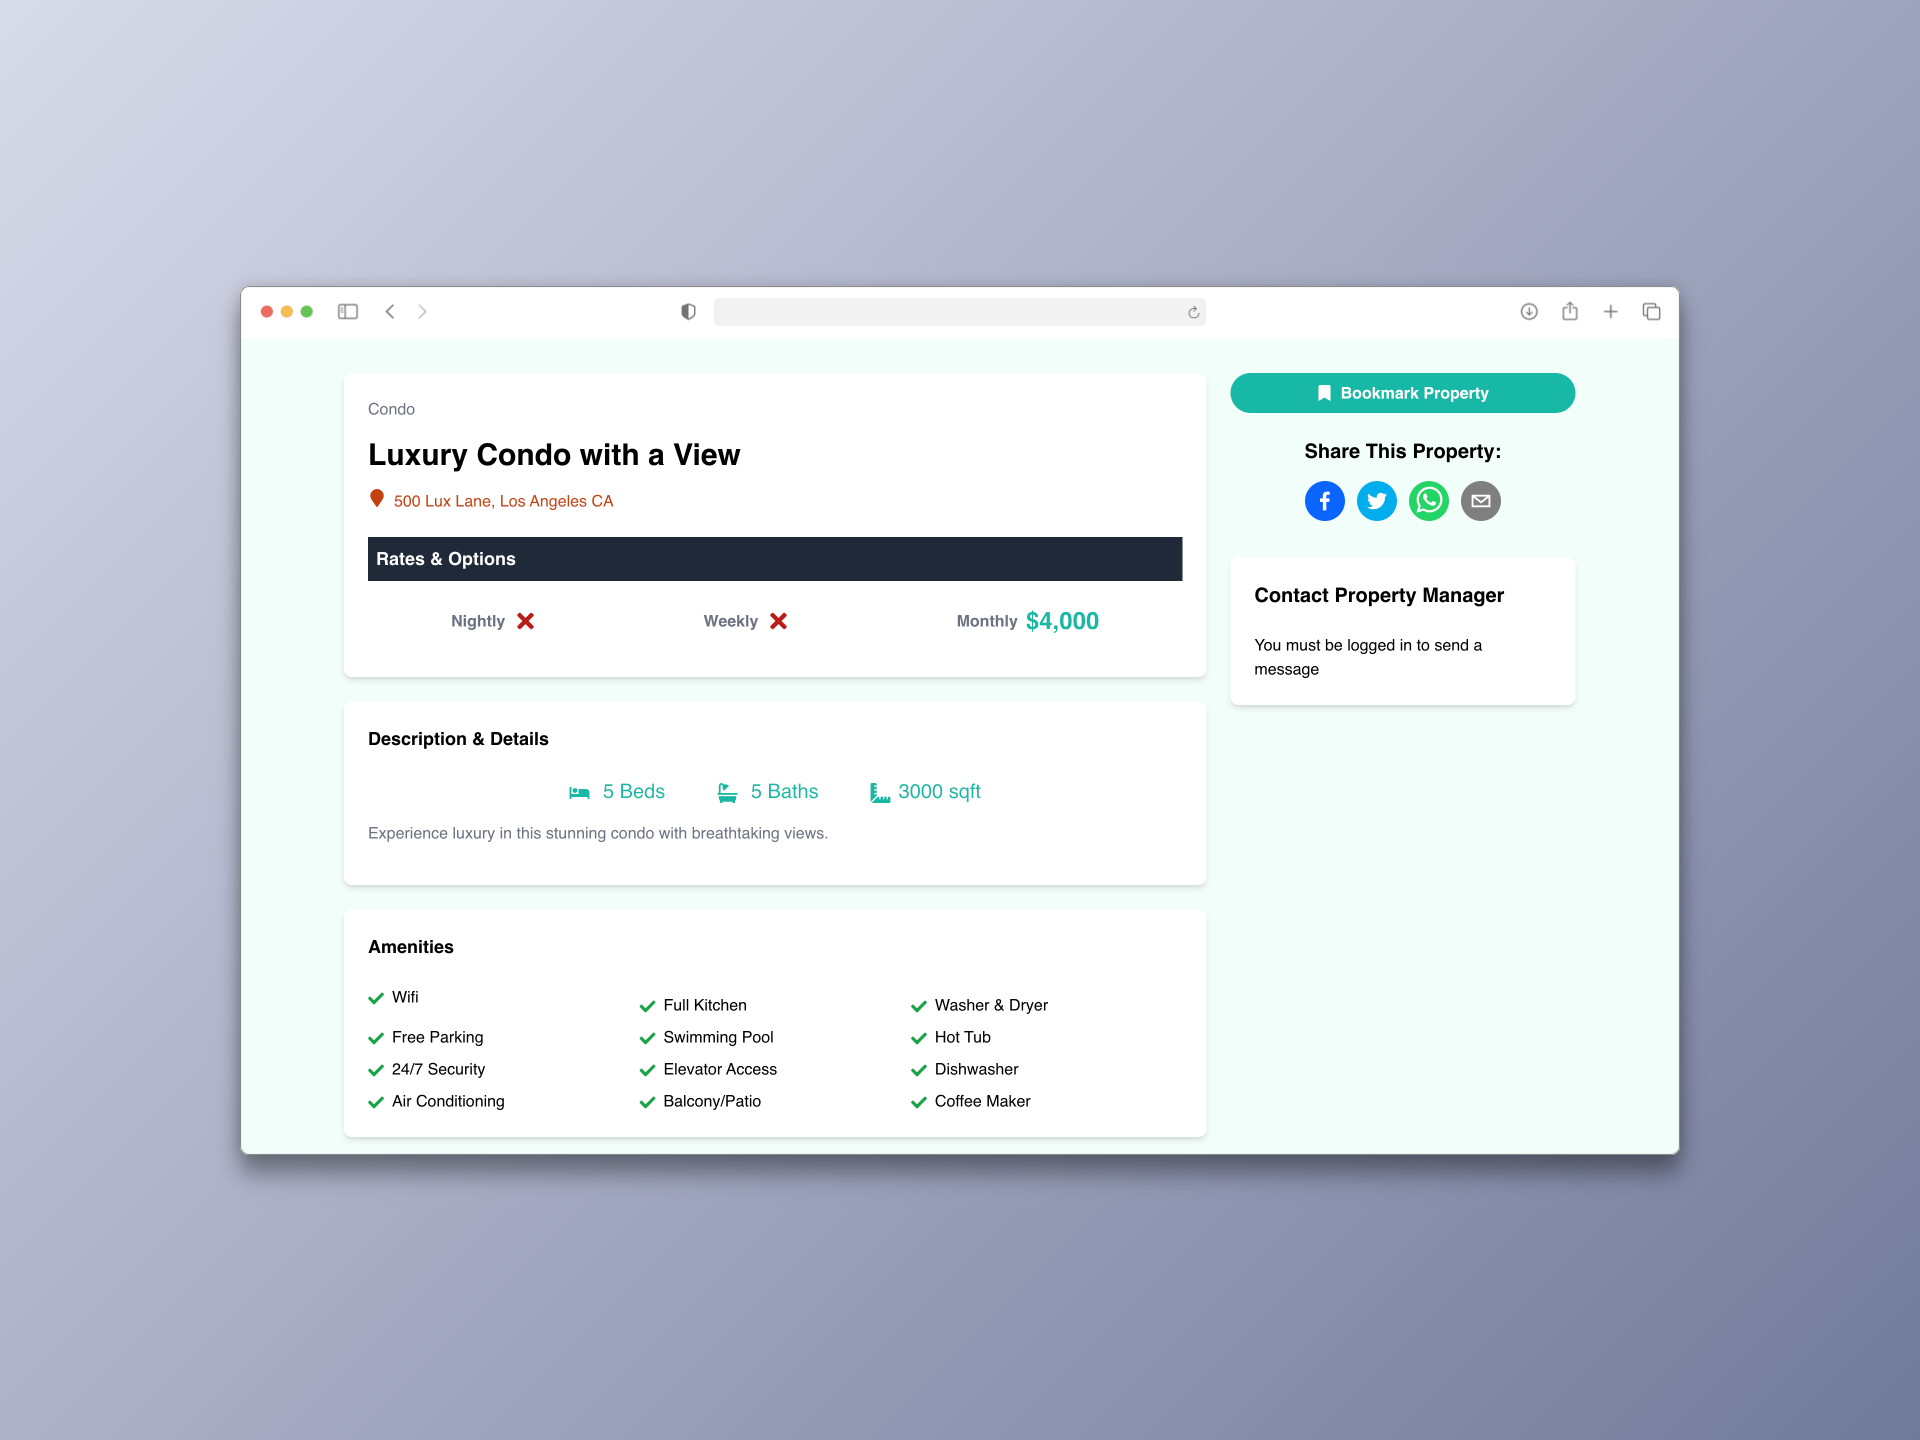 Condo
Luxury Condo with a View
500 Lux Lane, Los Angeles CA
Rates & Options
Nightly
Weekly
Monthly $4,000
Description & Details
5 Beds
5 Baths
3000 sqft
Experience luxury in this stunning condo with breathtaking views.
Amenities
Wifi
Full Kitchen
Washer & Dryer
Free Parking
Swimming Pool
Hot Tub
24/7 Security
Elevator Access
Dishwasher
Air Conditioning
Balcony/Patio
Coffee Maker
Bookmark Property
Share This Property:
Contact Property Manager
You must be logged in to send a
message